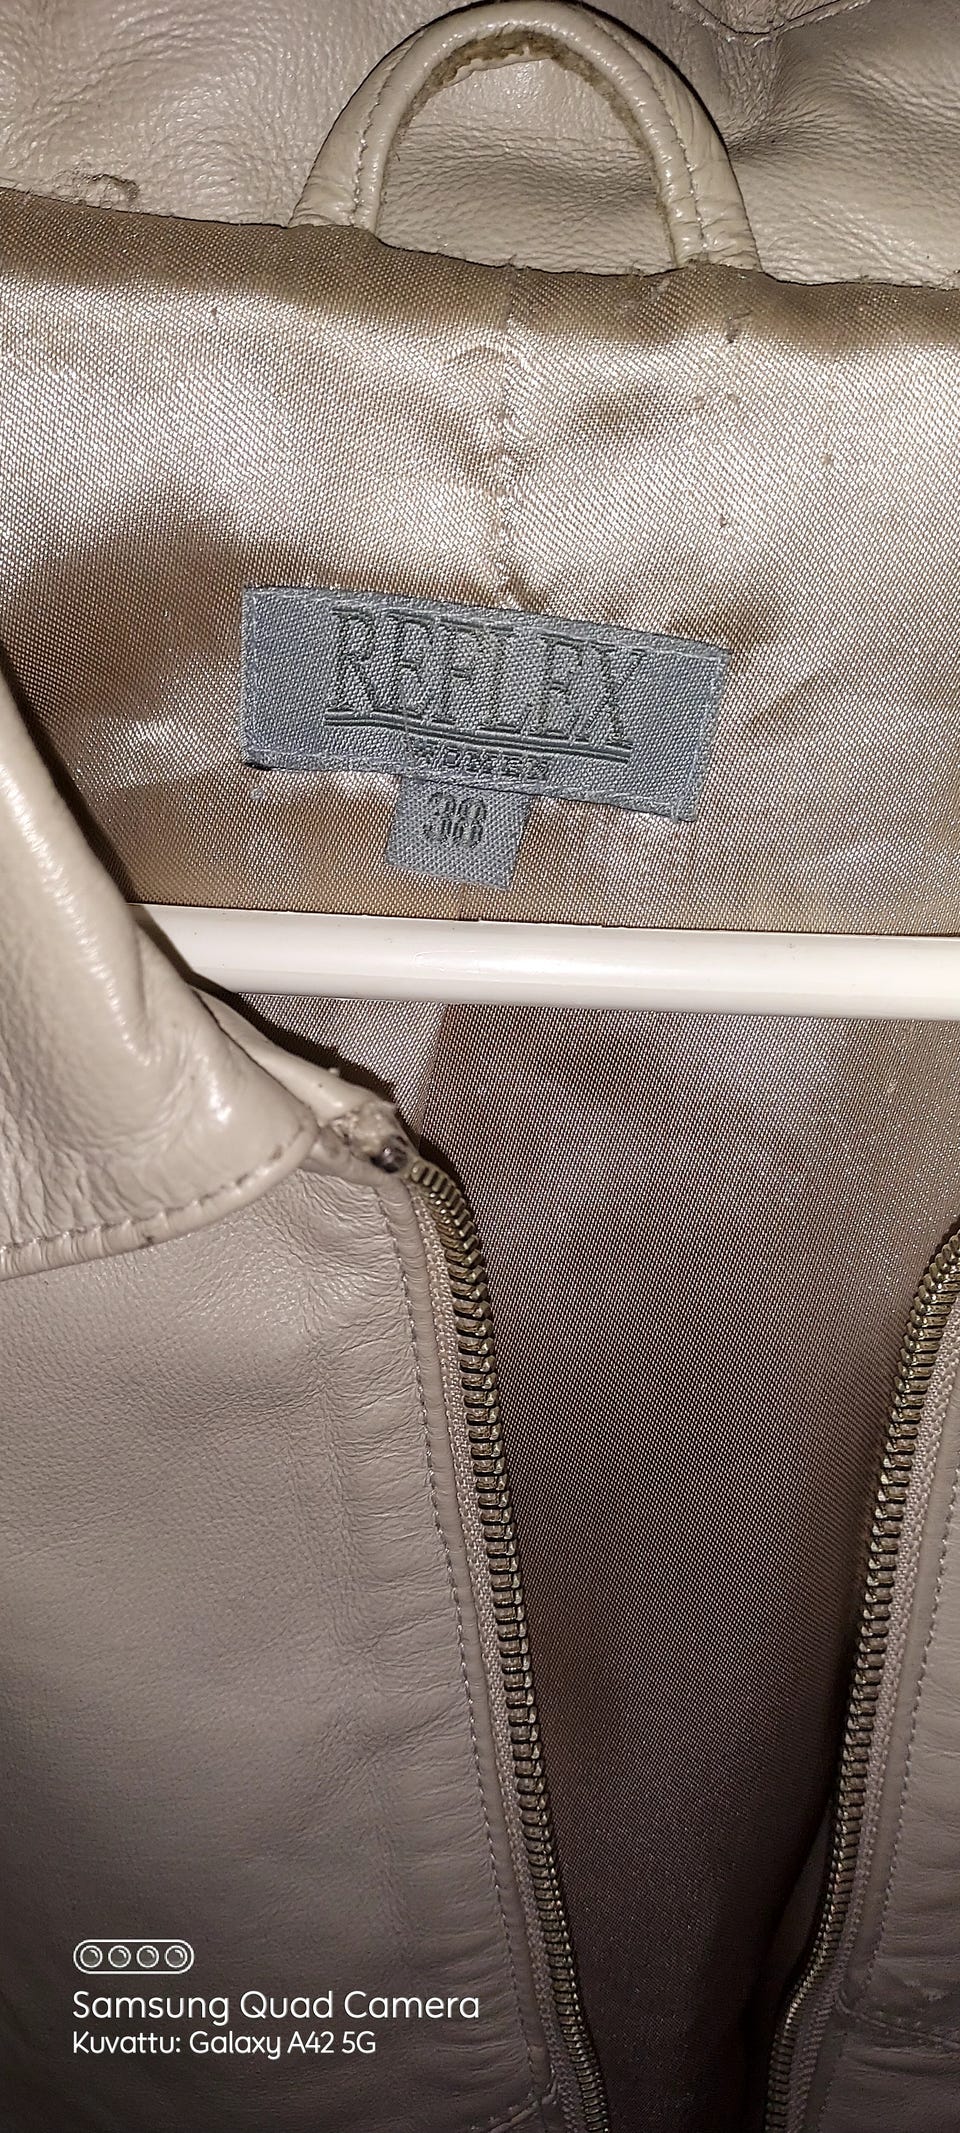 REFLEX
WOMEN
38
Samsung Quad Camera
Kuvattu: Galaxy A42 5G